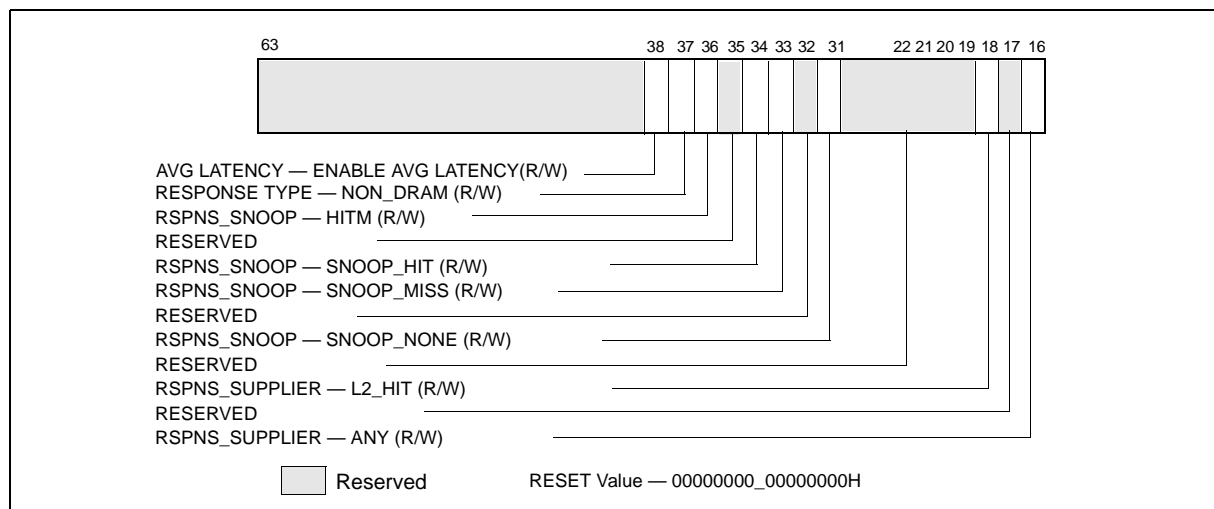 63 38 37 36 35 34 33 32 31 22 21 20 19 18 17 16
AVG LATENCY — ENABLE AVG LATENCY(R/W)
RESPONSE TYPE — NON_DRAM (R/W)
RSPNS_SNOOP — HITM (R/W)
RESERVED
RSPNS_SNOOP — SNOOP_HIT (R/W)
RSPNS_SNOOP — SNOOP_MISS (R/W)
RESERVED
RSPNS_SNOOP — SNOOP_NONE (R/W)
RESERVED
RSPNS_SUPPLIER — L2_HIT (R/W)
RESERVED
RSPNS_SUPPLIER — ANY (R/W)
Reserved RESET Value — 00000000_00000000H